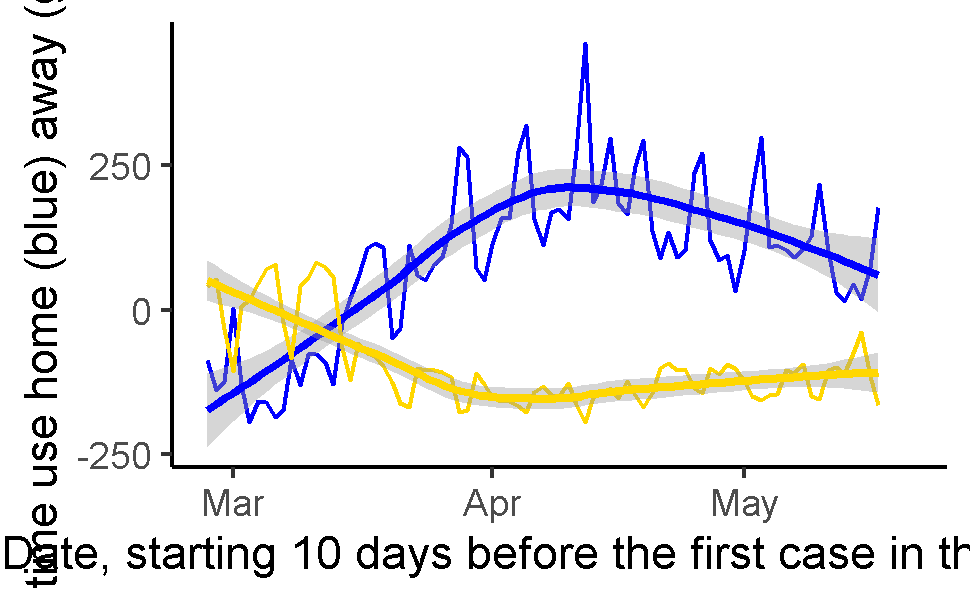 time use home (blue) away (
250
0
-250
Mar Apr May
Date, starting 10 days before the first case in th